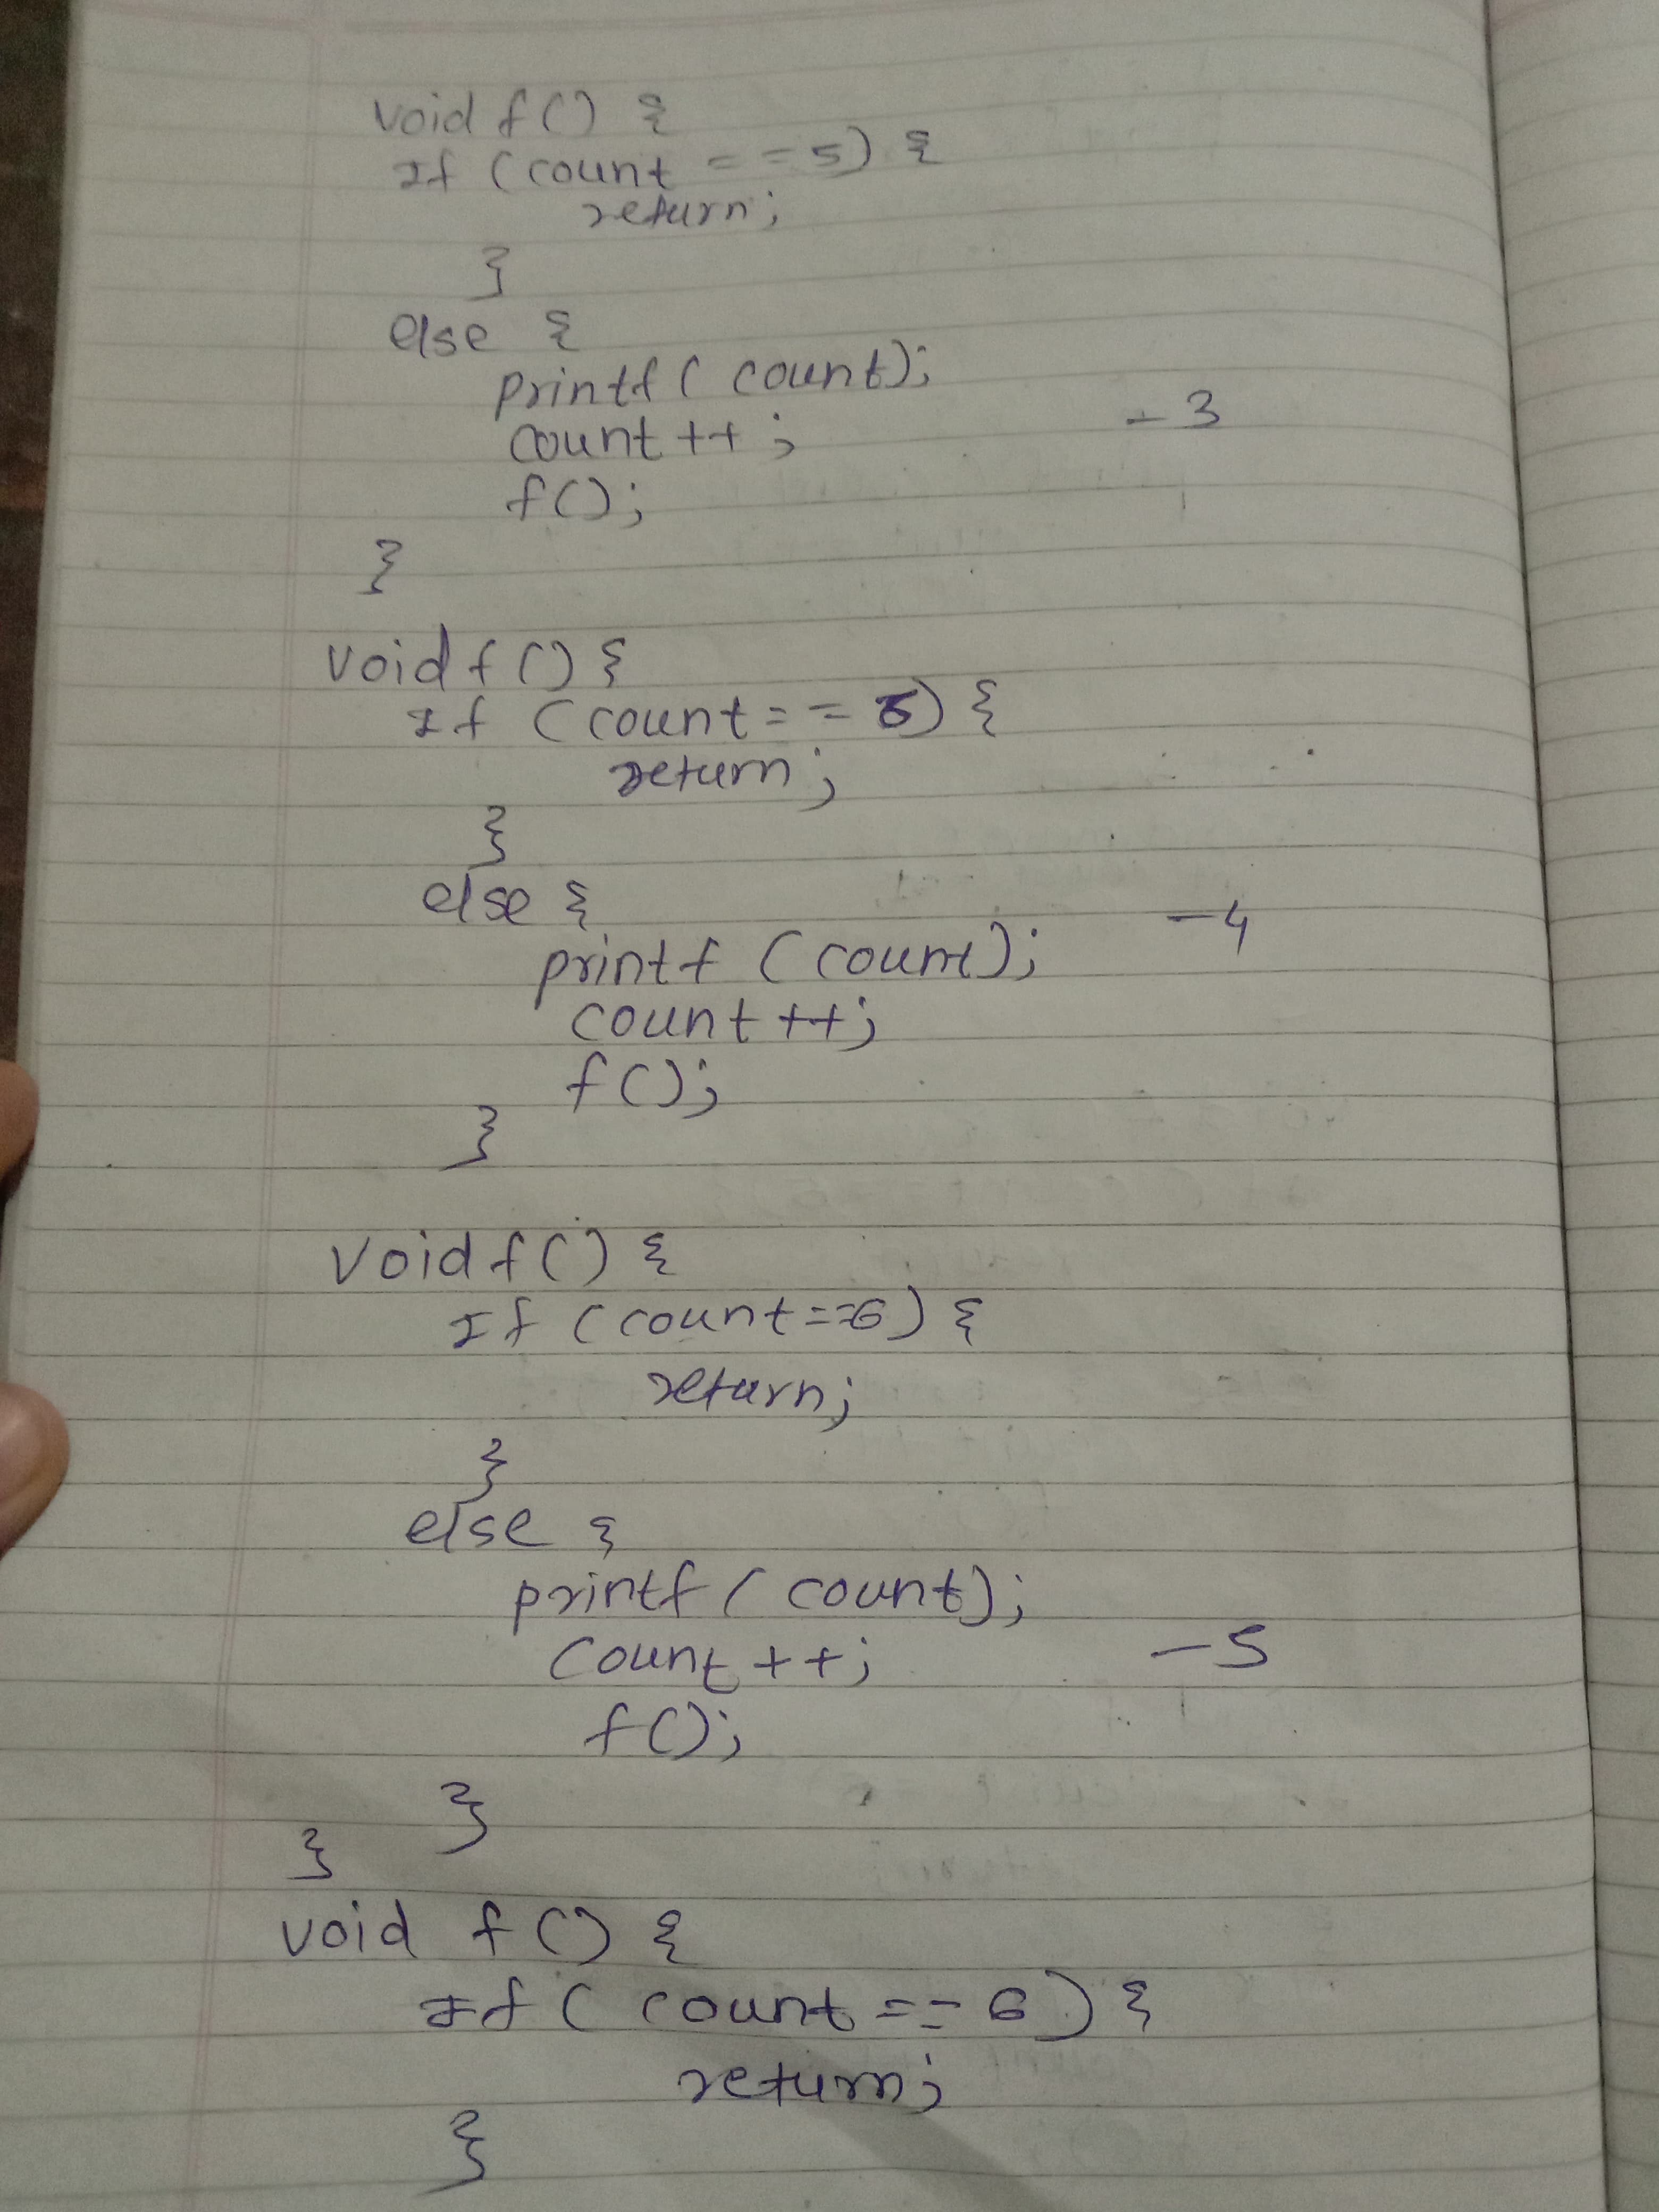 void f() {
If (count = = 5) {
return;
}
else {
printf ( count);
count ++ ;
- 3
f();
}
void f () {
If (count = = 5) {
return;
}
else {
- 4
printf (count);
count ++;
f();
}
void f() {
If (count==6) {
return;
}
else {
printf ( count);
count ++;
- 5
f();
}
}
void f() {
If ( count == 6) {
return;
}